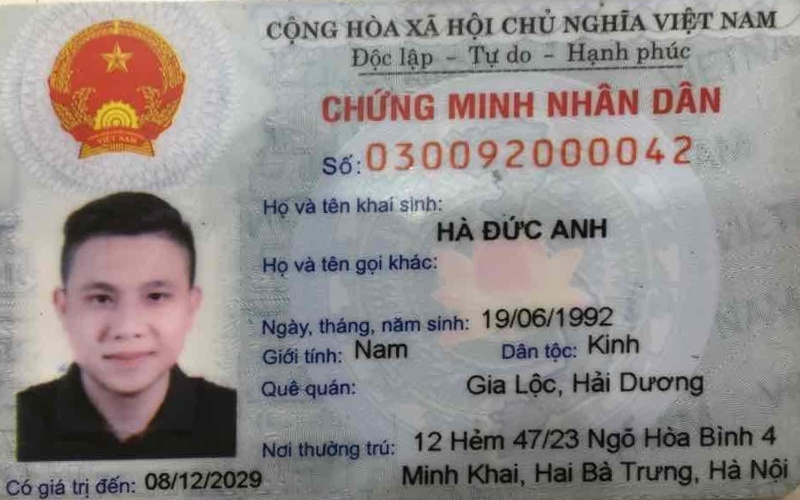 CỘNG HÒA XÃ HỘI CHỦ NGHĨA VIỆT NAM
Độc lập - Tự do - Hạnh phúc
CHỨNG MINH NHÂN DÂN
Số: 030092000042
Họ và tên khai sinh:
HÀ ĐỨC ANH
Họ và tên gọi khác:
Ngày, tháng, năm sinh: 19/06/1992
Giới tính: Nam Dân tộc: Kinh
Quê quán: Gia Lộc, Hải Dương
Nơi thường trú: 12 Hẻm 47/23 Ngõ Hòa Bình 4
Minh Khai, Hai Bà Trưng, Hà Nội
Có giá trị đến: 08/12/2029